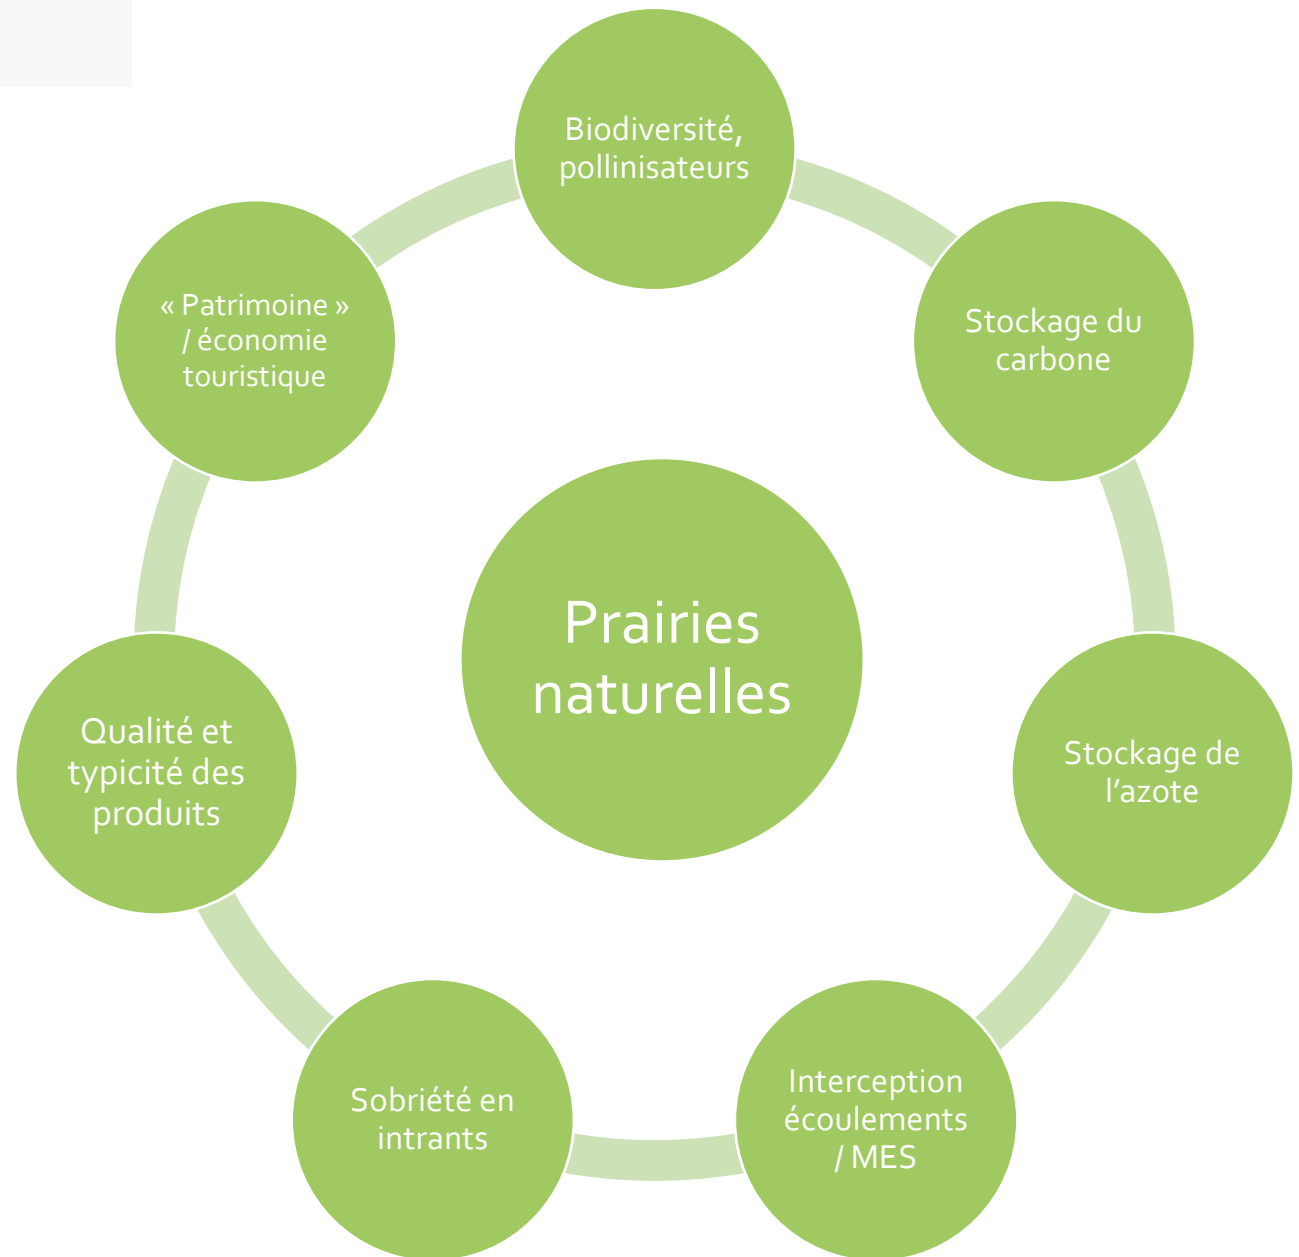 Biodiversité,
pollinisateurs
« Patrimoine »
/ économie
touristique
Stockage du
carbone
Prairies
naturelles
Qualité et
typicité des
produits
Stockage de
l’azote
Sobriété en
intrants
Interception
écoulements
/ MES